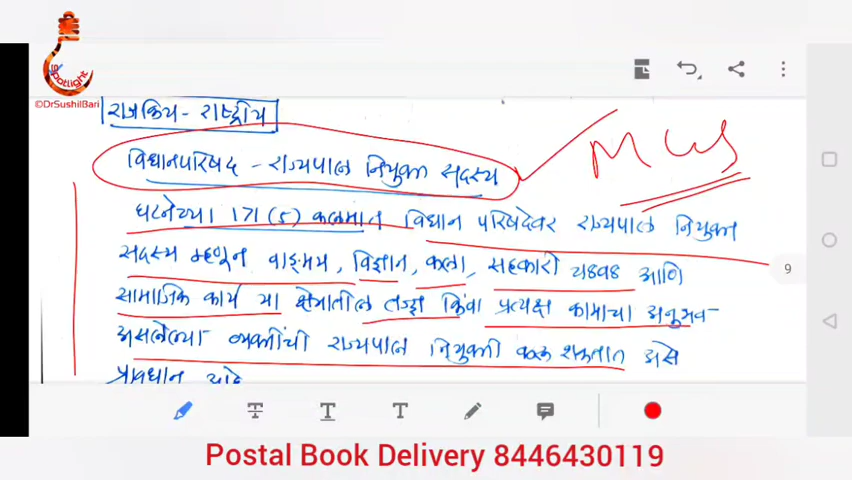 Spotlight
©DrSushilBari
राजकिय - राष्ट्रीय
विधानपरिषद - राज्यपाल नियुक्त सदस्य
MCQS
घटनेच्या 171 (5) कलमात विधान परिषदेवर राज्यपाल नियुक्त
सदस्य म्हणून वाङ्मय, विज्ञान, कला, सहकारी चळवळ आणि
सामाजिक कार्य या क्षेत्रातील तज्ज्ञ किंवा प्रत्यक्ष कामाचा अनुभव
असलेल्या व्यक्तींची राज्यपाल नियुक्ती करू शकतात असे
प्रावधान आहे
9
Postal Book Delivery 8446430119